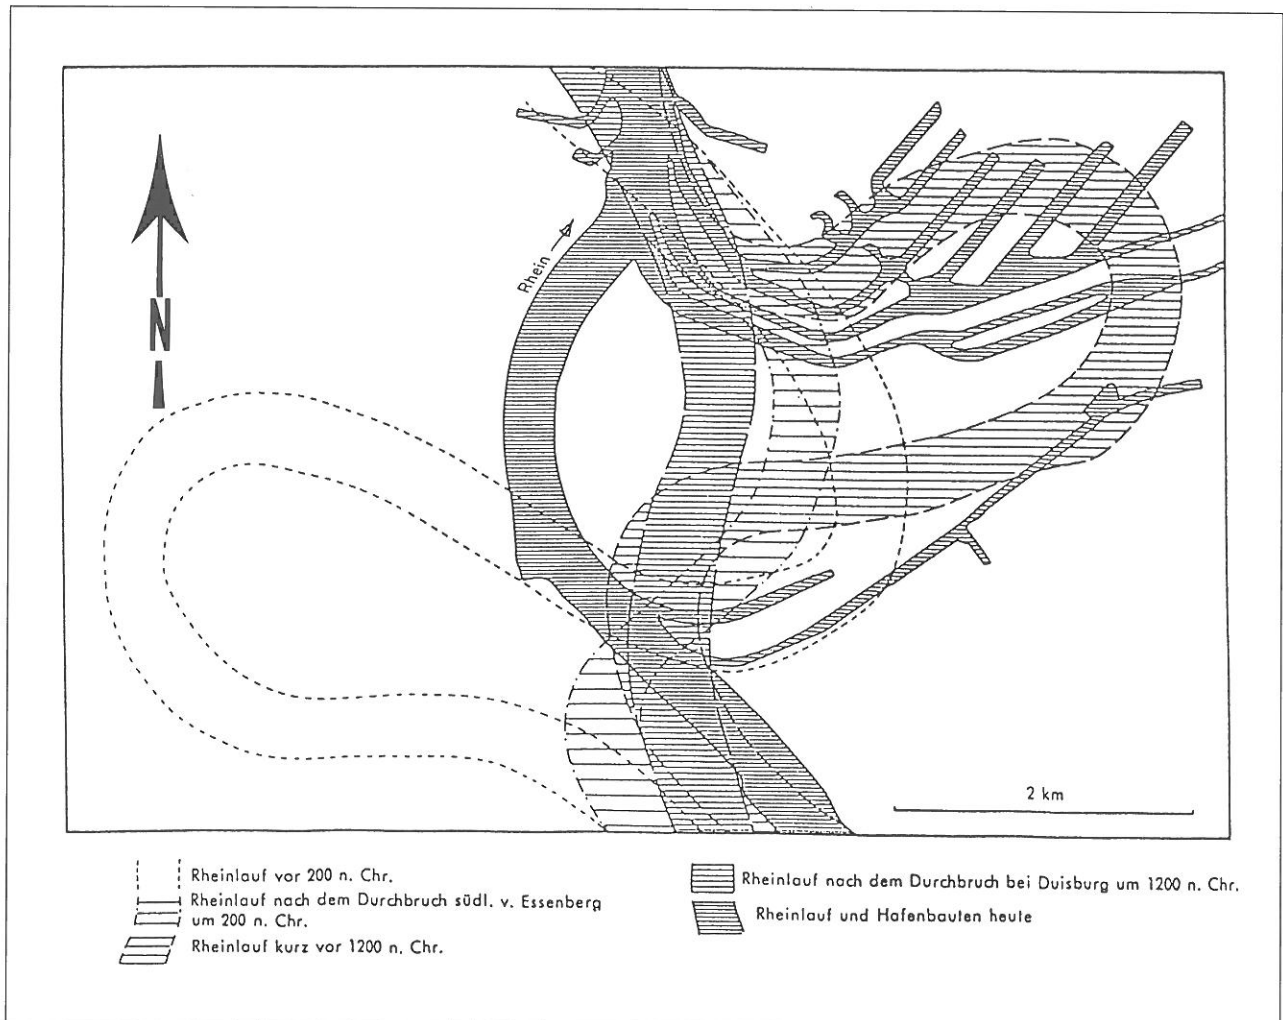 N
Rhein
2 km
Rheinlauf vor 200 n. Chr.
Rheinlauf nach dem Durchbruch südl. v. Essenberg
um 200 n. Chr.
Rheinlauf kurz vor 1200 n. Chr.
Rheinlauf nach dem Durchbruch bei Duisburg um 1200 n. Chr.
Rheinlauf und Hafenbauten heute